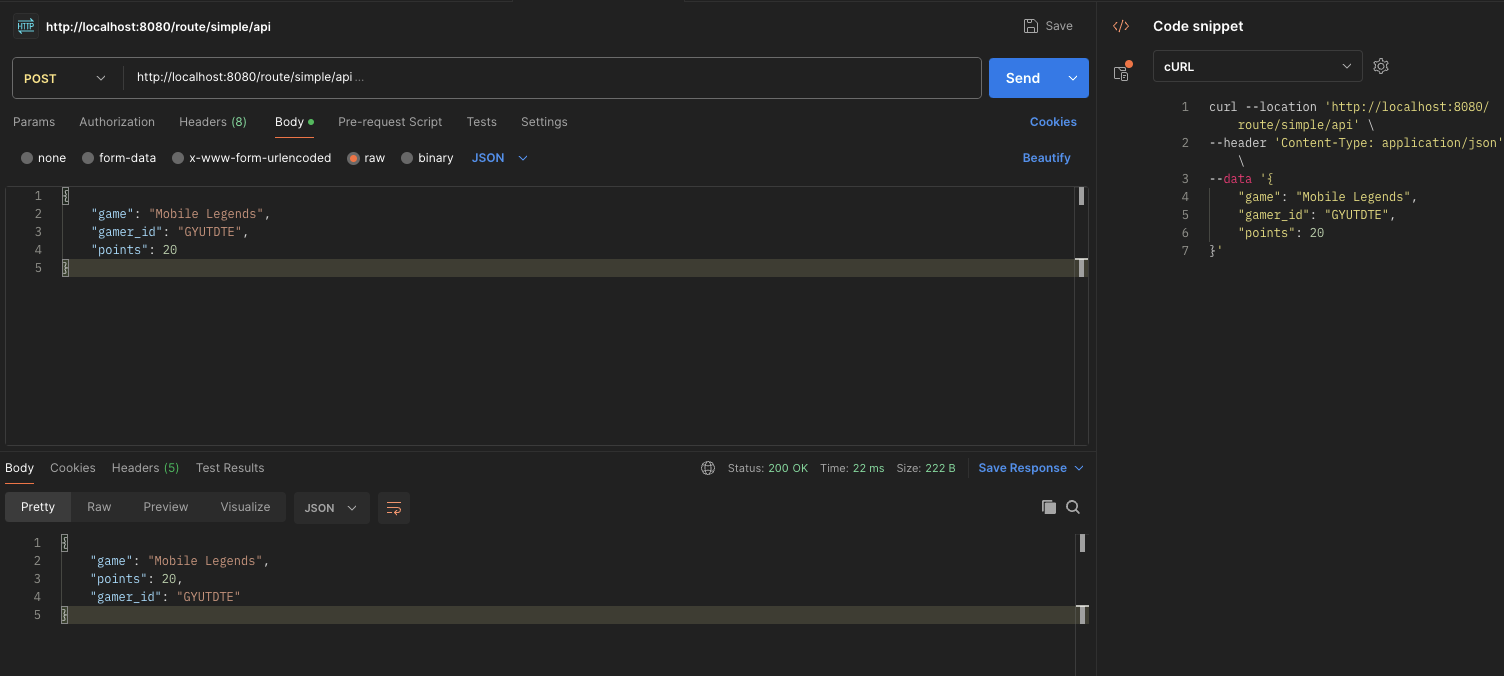 HTTP http://localhost:8080/route/simple/api Save
POST http://localhost:8080/route/simple/api ... Send
Params Authorization Headers (8) Body Pre-request Script Tests Settings Cookies
none form-data x-www-form-urlencoded raw binary JSON Beautify
1 {
2 "game": "Mobile Legends",
3 "gamer_id": "GYUTDTE",
4 "points": 20
5 }
Body Cookies Headers (5) Test Results Status: 200 OK Time: 22 ms Size: 222 B Save Response
Pretty Raw Preview Visualize JSON
1 {
2 "game": "Mobile Legends",
3 "points": 20,
4 "gamer_id": "GYUTDTE"
5 }
</> Code snippet
cURL
1 curl --location 'http://localhost:8080/
route/simple/api' \
2 --header 'Content-Type: application/json'
\
3 --data '{
4 "game": "Mobile Legends",
5 "gamer_id": "GYUTDTE",
6 "points": 20
7 }'